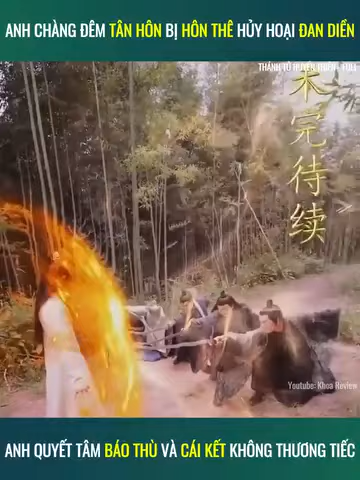 ANH CHÀNG ĐÊM TÂN HÔN BỊ HÔN THÊ HỦY HOẠI ĐAN DIỀN
未完待续
Youtube: Khoa Review
ANH QUYẾT TÂM BÁO THÙ VÀ CÁI KẾT KHÔNG THƯƠNG TIẾC